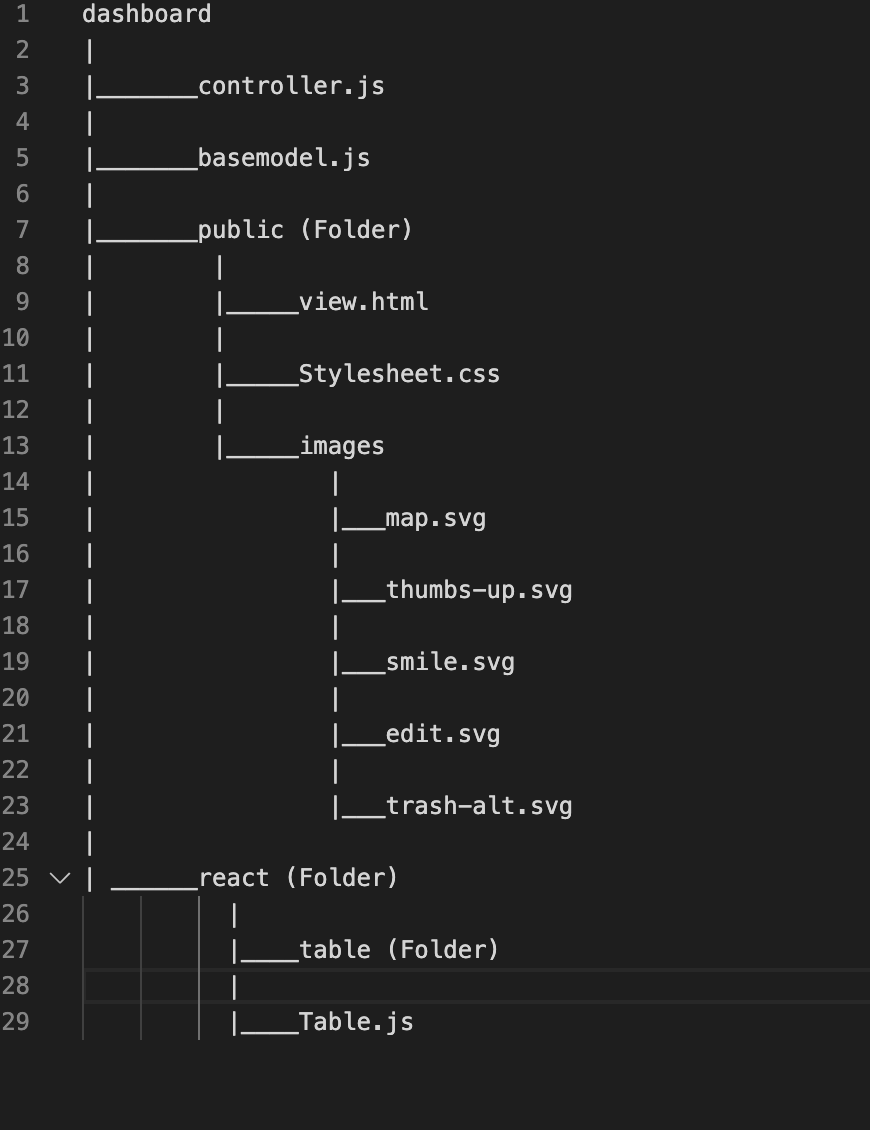 1 dashboard
2 |
3 |_______controller.js
4 |
5 |_______basemodel.js
6 |
7 |_______public (Folder)
8 |        |
9 |        |_____view.html
10 |        |
11 |        |_____Stylesheet.css
12 |        |
13 |        |_____images
14 |                |
15 |                |___map.svg
16 |                |
17 |                |___thumbs-up.svg
18 |                |
19 |                |___smile.svg
20 |                |
21 |                |___edit.svg
22 |                |
23 |                |___trash-alt.svg
24 |
25 | ______react (Folder)
26           |
27           |____table (Folder)
28           |
29           |____Table.js